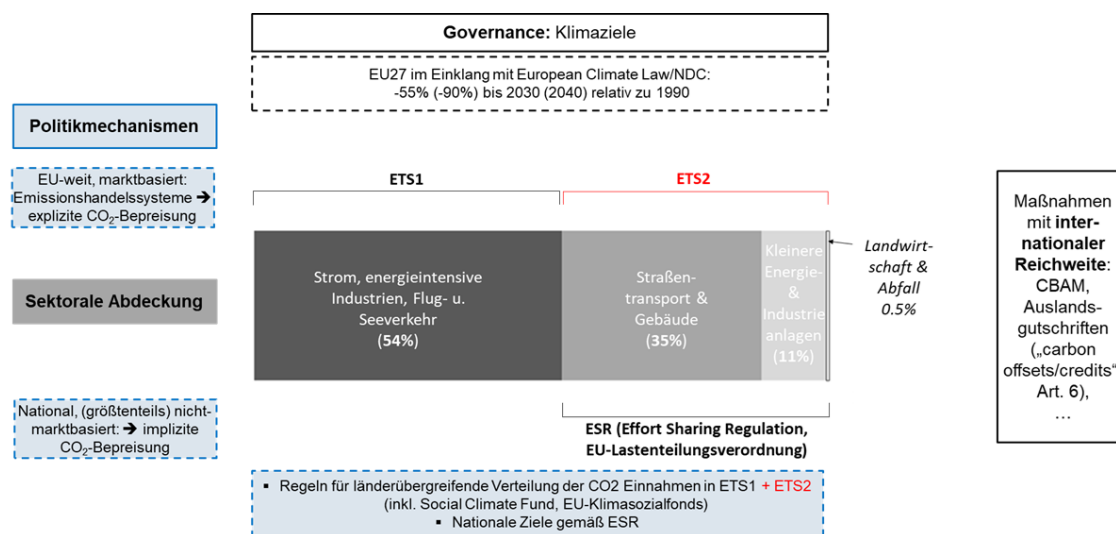 Governance: Klimaziele
EU27 im Einklang mit European Climate Law/NDC:
-55% (-90%) bis 2030 (2040) relativ zu 1990
Politikmechanismen
EU-weit, marktbasiert:
Emissionshandelssysteme ➔
explizite CO₂-Bepreisung
ETS1
ETS2
Sektorale Abdeckung
Strom, energieintensive
Industrien, Flug- u.
Seeverkehr
(54%)
Straßen-
transport &
Gebäude
(35%)
Kleinere
Energie-
&
Industrie
anlagen
(11%)
Landwirt-
schaft &
Abfall
0.5%
Maßnahmen
mit inter-
nationaler
Reichweite:
CBAM,
Auslands-
gutschriften
(„carbon
offsets/credits“
Art. 6),
…
National, (größtenteils) nicht-
marktbasiert: ➔ implizite
CO₂-Bepreisung
ESR (Effort Sharing Regulation,
EU-Lastenteilungsverordnung)
▪ Regeln für länderübergreifende Verteilung der CO2 Einnahmen in ETS1 + ETS2
(inkl. Social Climate Fund, EU-Klimasozialfonds)
▪ Nationale Ziele gemäß ESR